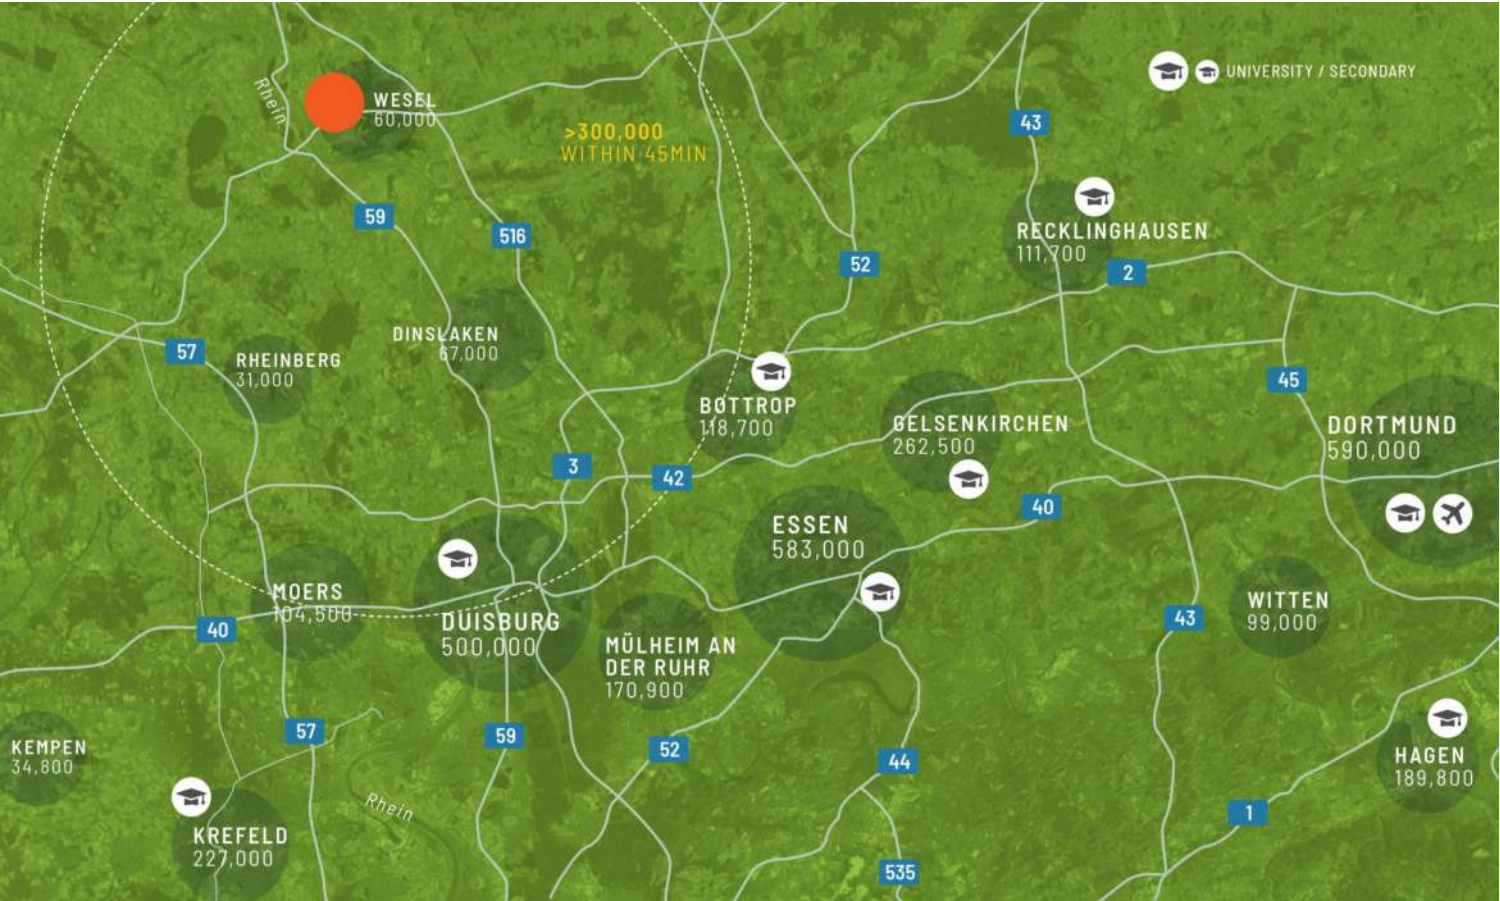 UNIVERSITY / SECONDARY
Rhein
WESEL
60,000
>300,000
WITHIN 45MIN
43
59
516
52
RECKLINGHAUSEN
111,700
2
57
RHEINBERG
31,000
DINSLAKEN
67,000
BOTTROP
118,700
45
GELSENKIRCHEN
262,500
DORTMUND
590,000
3
42
40
ESSEN
583,000
MOERS
104,500
40
DUISBURG
500,000
MÜLHEIM AN
DER RUHR
170,900
43
WITTEN
99,000
57
59
52
44
KEMPEN
34,800
HAGEN
189,800
Rhein
1
KREFELD
227,000
535